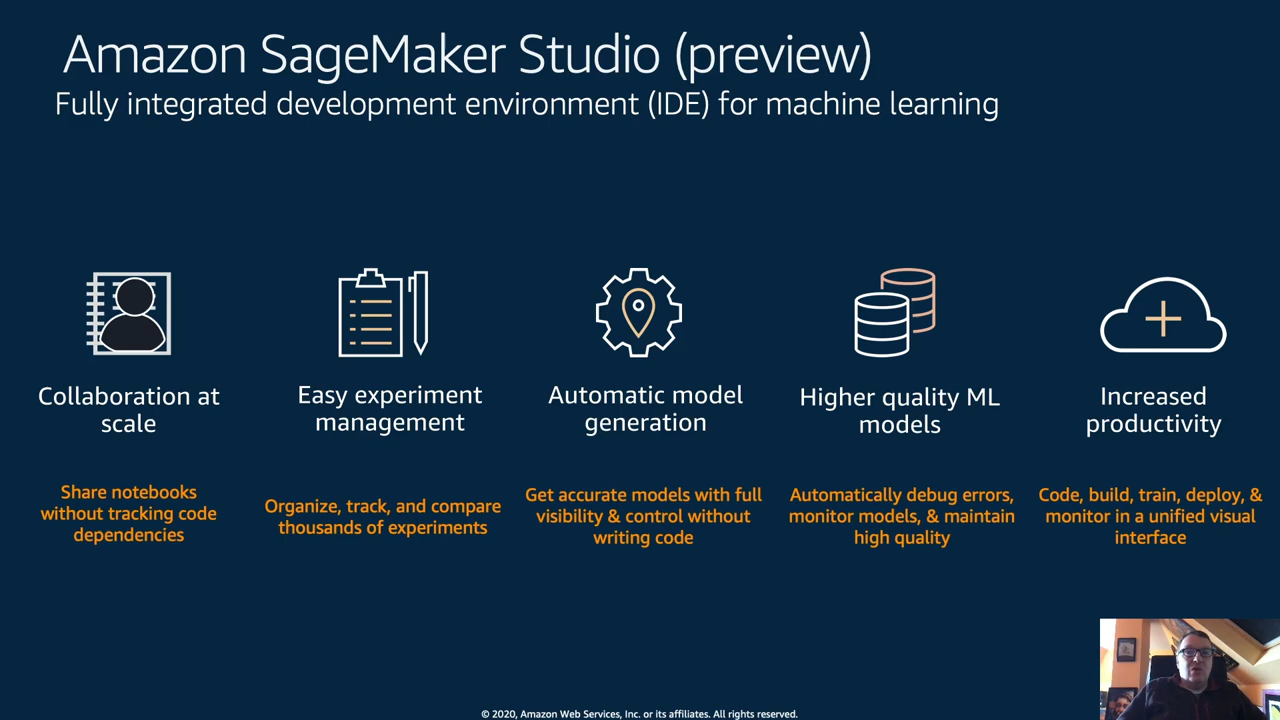 Amazon SageMaker Studio (preview)
Fully integrated development environment (IDE) for machine learning
Collaboration at
scale
Share notebooks
without tracking code
dependencies
Easy experiment
management
Organize, track, and compare
thousands of experiments
Automatic model
generation
Get accurate models with full
visibility & control without
writing code
Higher quality ML
models
Automatically debug errors,
monitor models, & maintain
high quality
Increased
productivity
Code, build, train, deploy, &
monitor in a unified visual
interface
© 2020, Amazon Web Services, Inc. or its affiliates. All rights reserved.